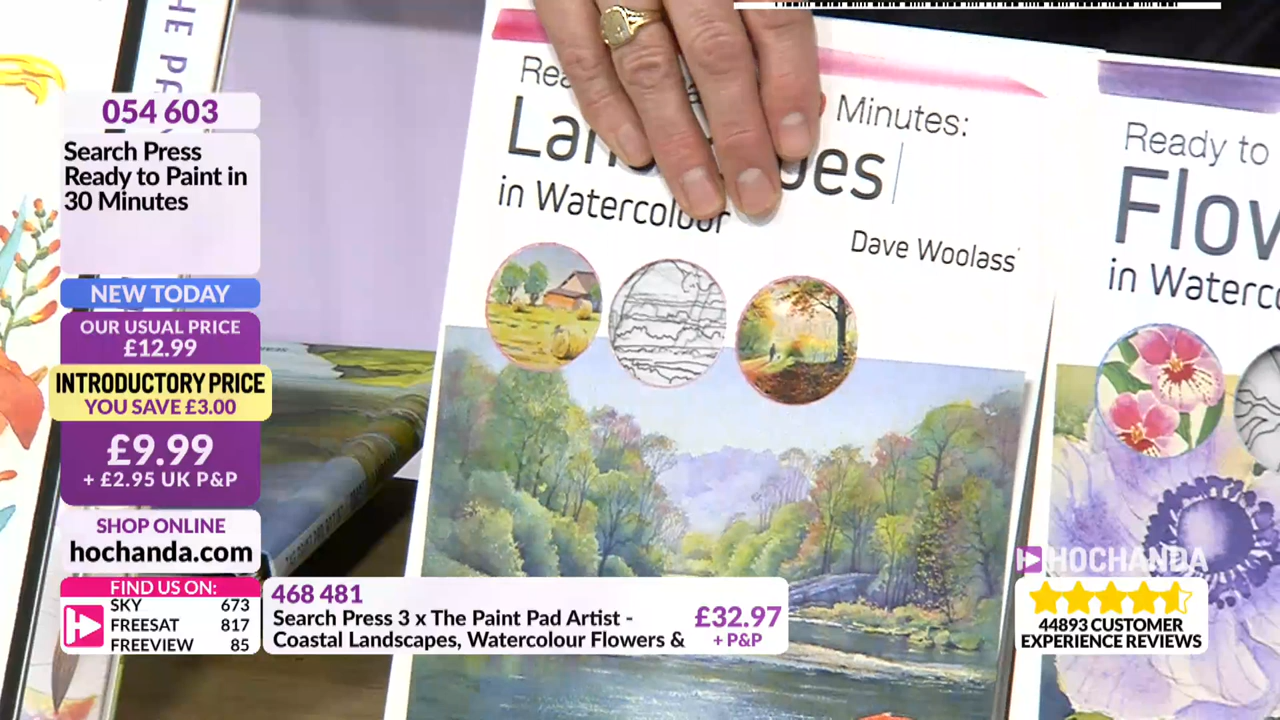 054 603
Search Press
Ready to Paint in
30 Minutes
NEW TODAY
OUR USUAL PRICE
£12.99
INTRODUCTORY PRICE
YOU SAVE £3.00
£9.99
+ £2.95 UK P&P
SHOP ONLINE
hochanda.com
FIND US ON:
SKY 673
FREESAT 817
FREEVIEW 85
468 481
Search Press 3 x The Paint Pad Artist -
Coastal Landscapes, Watercolour Flowers &
£32.97
+ P&P
Minutes:
in Watercolour
Dave Woolass
Ready to
in
HOCHANDA
44893 CUSTOMER
EXPERIENCE REVIEWS